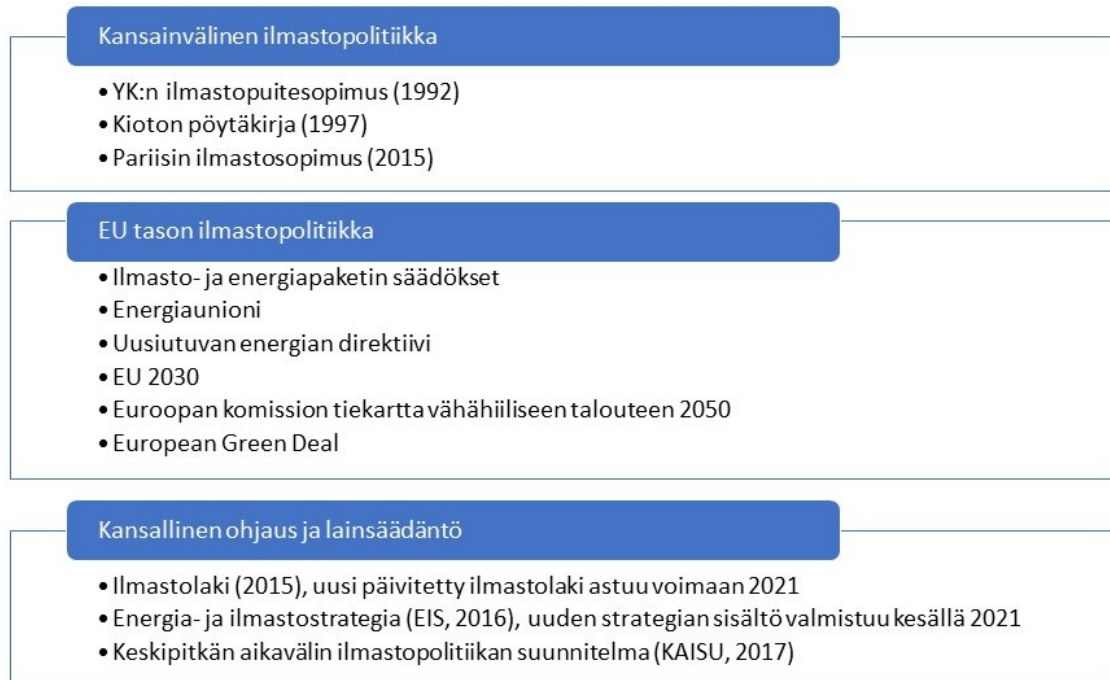 Kansainvälinen ilmastopolitiikka
• YK:n ilmastopuitesopimus (1992)
• Kioton pöytäkirja (1997)
• Pariisin ilmastosopimus (2015)
EU tason ilmastopolitiikka
• Ilmasto- ja energiapaketin säädökset
• Energiaunioni
• Uusiutuvan energian direktiivi
• EU 2030
• Euroopan komission tiekartta vähähiiliseen talouteen 2050
• European Green Deal
Kansallinen ohjaus ja lainsäädäntö
• Ilmastolaki (2015), uusi päivitetty ilmastolaki astuu voimaan 2021
• Energia- ja ilmastostrategia (EIS, 2016), uuden strategian sisältö valmistuu kesällä 2021
• Keskipitkän aikavälin ilmastopolitiikan suunnitelma (KAISU, 2017)